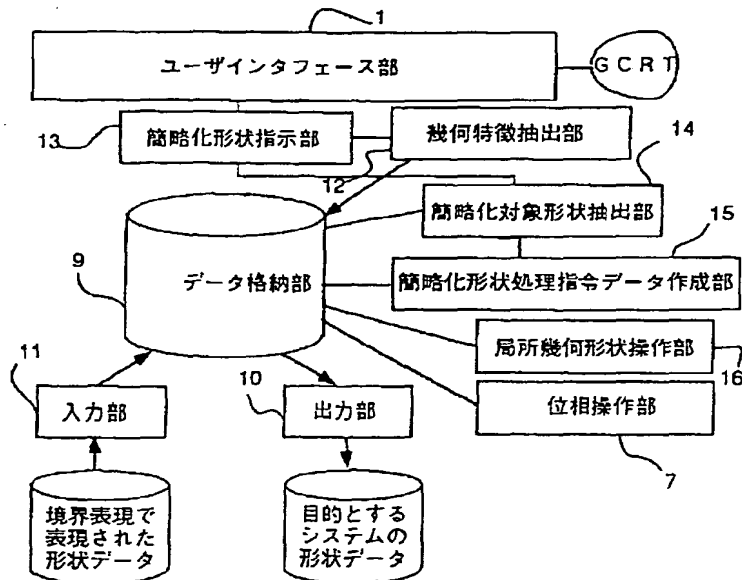 1
ユーザインタフェース部
GCRT
13
簡略化形状指示部
幾何特徴抽出部
14
12
簡略化対象形状抽出部
15
9
データ格納部
簡略化形状処理指令データ作成部
局所幾何形状操作部
16
11
入力部
10
出力部
位相操作部
7
境界表現で
表現された
形状データ
目的とする
システムの
形状データ